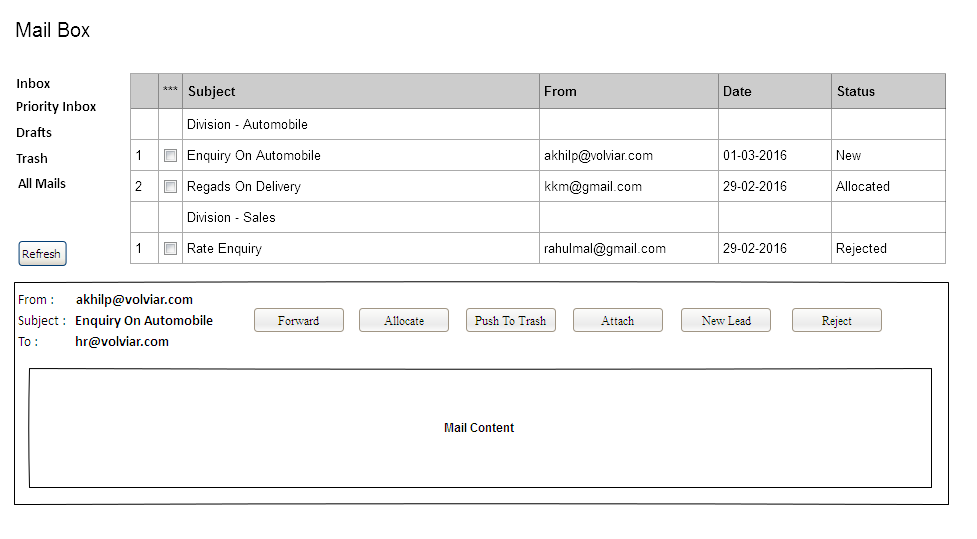 Mail Box
Inbox
Priority Inbox
Drafts
Trash
All Mails
Refresh
*** Subject From Date Status
Division - Automobile
1 Enquiry On Automobile akhilp@volviar.com 01-03-2016 New
2 Regads On Delivery kkm@gmail.com 29-02-2016 Allocated
Division - Sales
1 Rate Enquiry rahulmal@gmail.com 29-02-2016 Rejected
From : akhilp@volviar.com
Subject : Enquiry On Automobile
To : hr@volviar.com
Forward Allocate Push To Trash Attach New Lead Reject
Mail Content